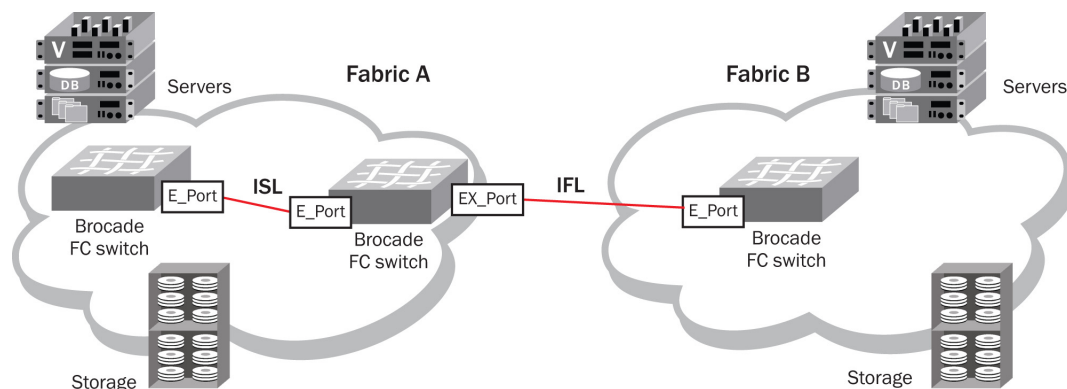 Fabric A
Fabric B
V
DB
Servers
V
DB
Servers
E_Port
ISL
E_Port
EX_Port
IFL
E_Port
Brocade
FC switch
Brocade
FC switch
Brocade
FC switch
Storage
Storage